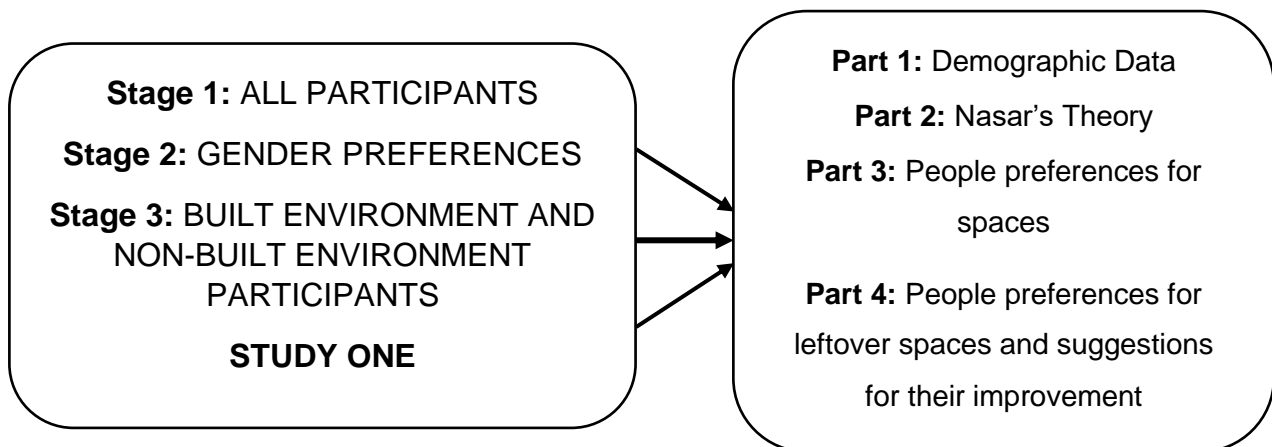 Stage 1: ALL PARTICIPANTS
Stage 2: GENDER PREFERENCES
Stage 3: BUILT ENVIRONMENT AND
NON-BUILT ENVIRONMENT
PARTICIPANTS
STUDY ONE
Part 1: Demographic Data
Part 2: Nasar’s Theory
Part 3: People preferences for
spaces
Part 4: People preferences for
leftover spaces and suggestions
for their improvement